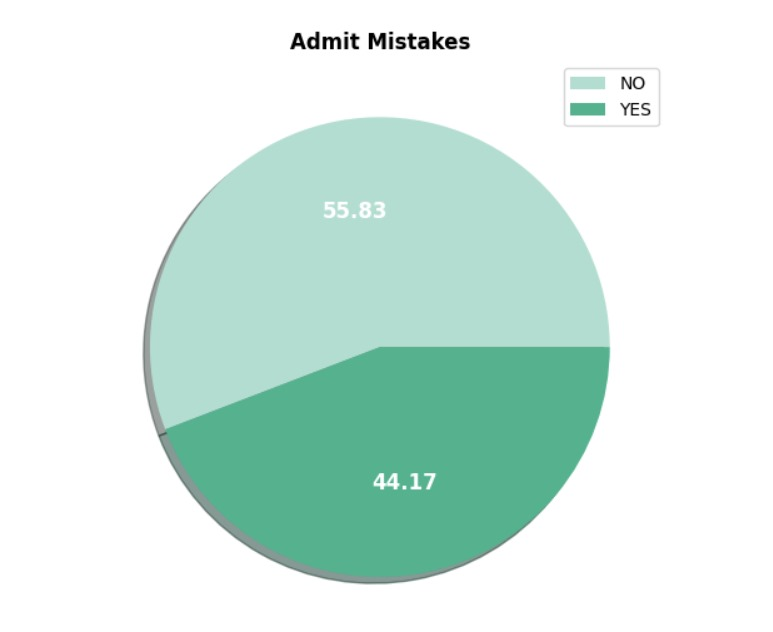 Admit Mistakes
NO
YES
55.83
44.17